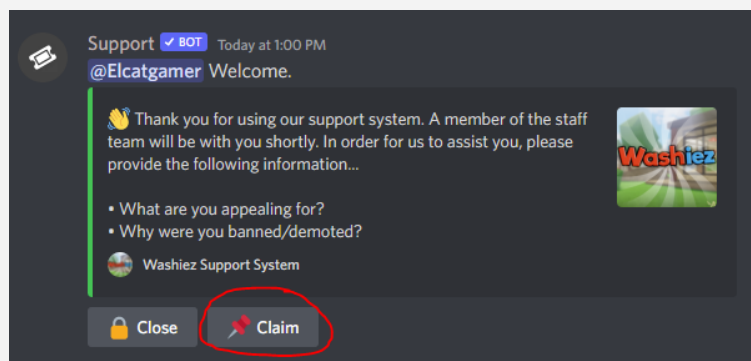 Support ✓ BOT Today at 1:00 PM
@Elcatgamer Welcome.
👋 Thank you for using our support system. A member of the staff
team will be with you shortly. In order for us to assist you, please
provide the following information...
• What are you appealing for?
• Why were you banned/demoted?
Washiez
Washiez Support System
Close
Claim